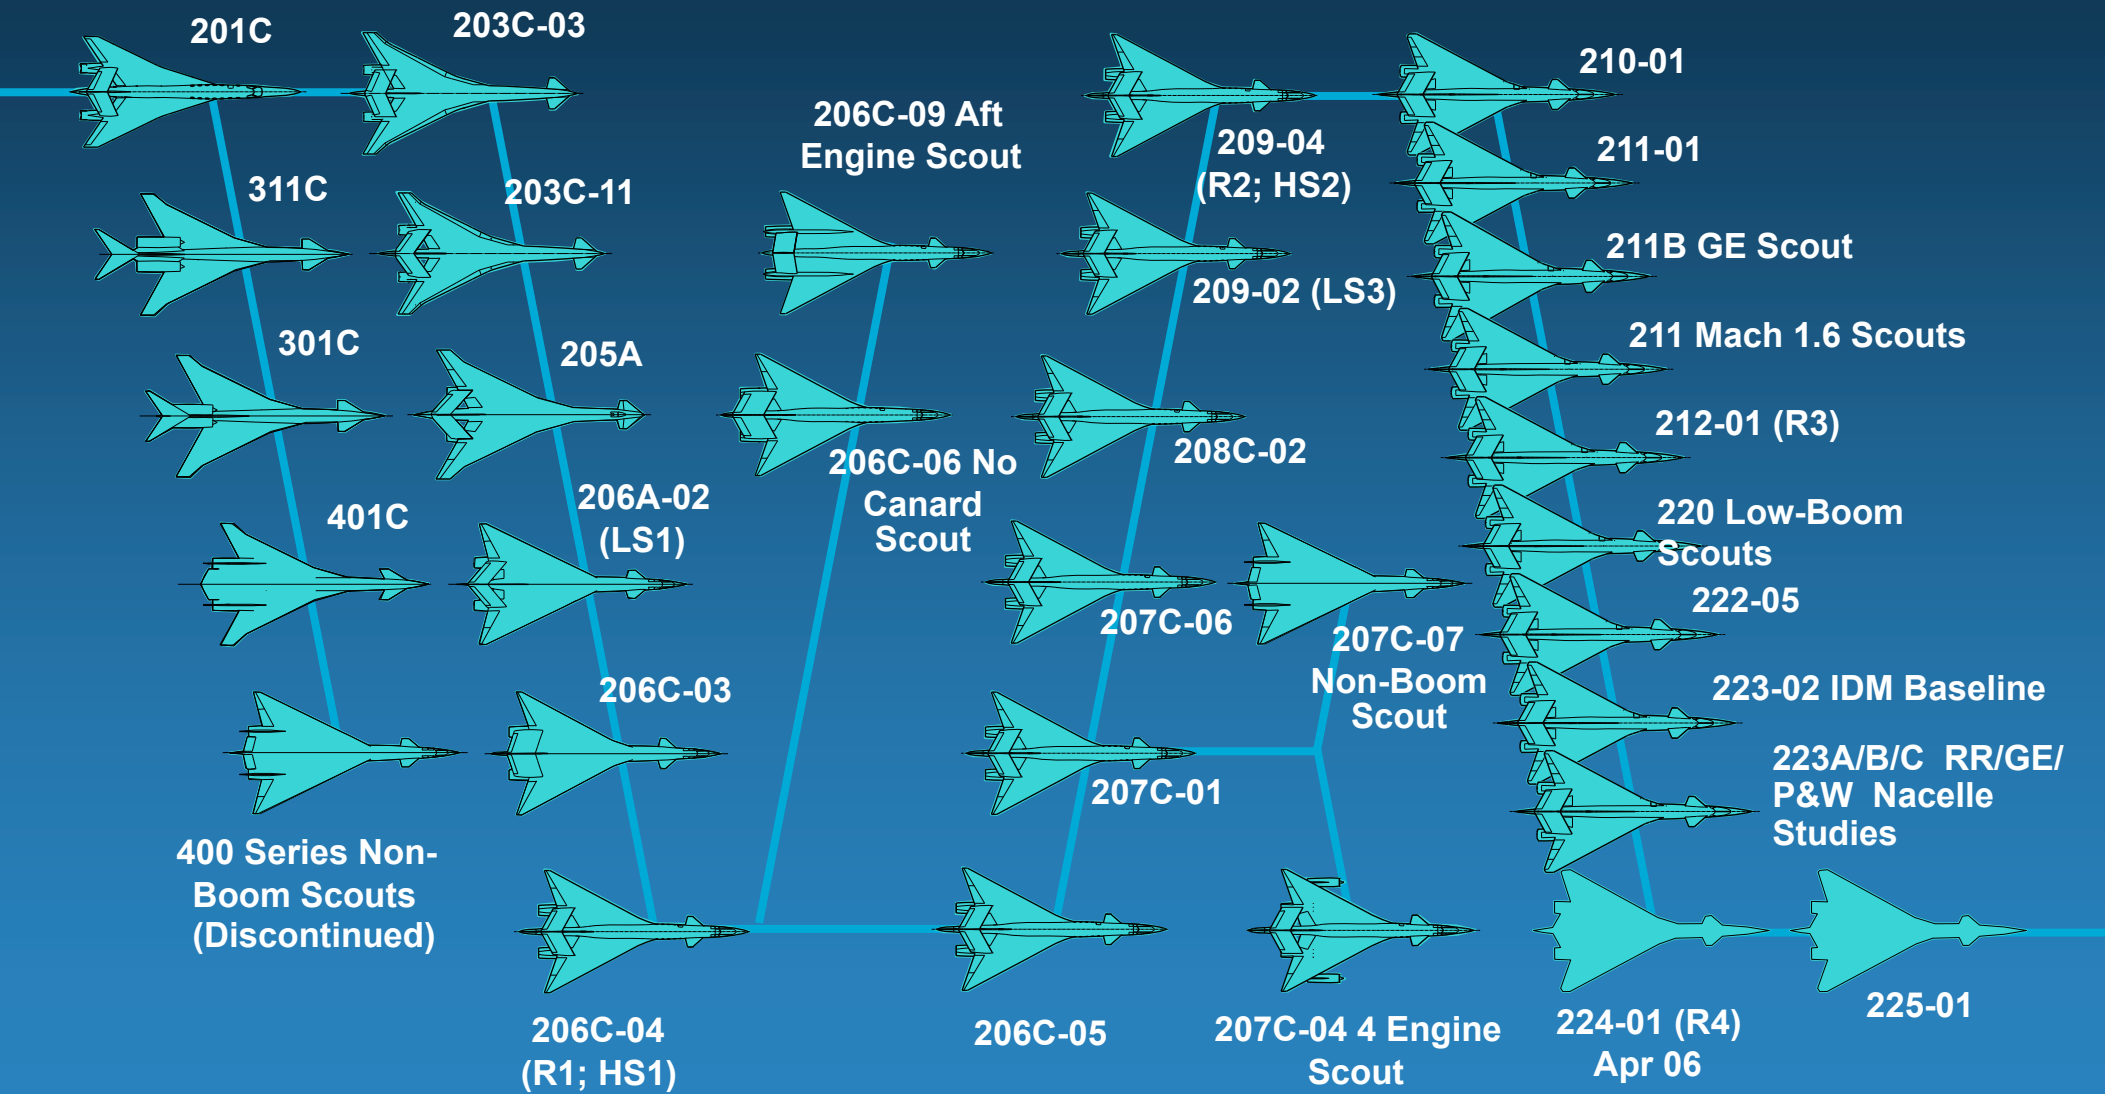 201C
203C-03
311C
203C-11
301C
205A
401C
206A-02
(LS1)
206C-03
400 Series Non-
Boom Scouts
(Discontinued)
206C-04
(R1; HS1)
206C-09 Aft
Engine Scout
206C-06 No
Canard
Scout
206C-05
207C-01
207C-06
208C-02
209-02 (LS3)
209-04
(R2; HS2)
207C-07
Non-Boom
Scout
207C-04 4 Engine
Scout
210-01
211-01
211B GE Scout
211 Mach 1.6 Scouts
212-01 (R3)
220 Low-Boom
Scouts
222-05
223-02 IDM Baseline
223A/B/C RR/GE/
P&W Nacelle
Studies
224-01 (R4)
Apr 06
225-01